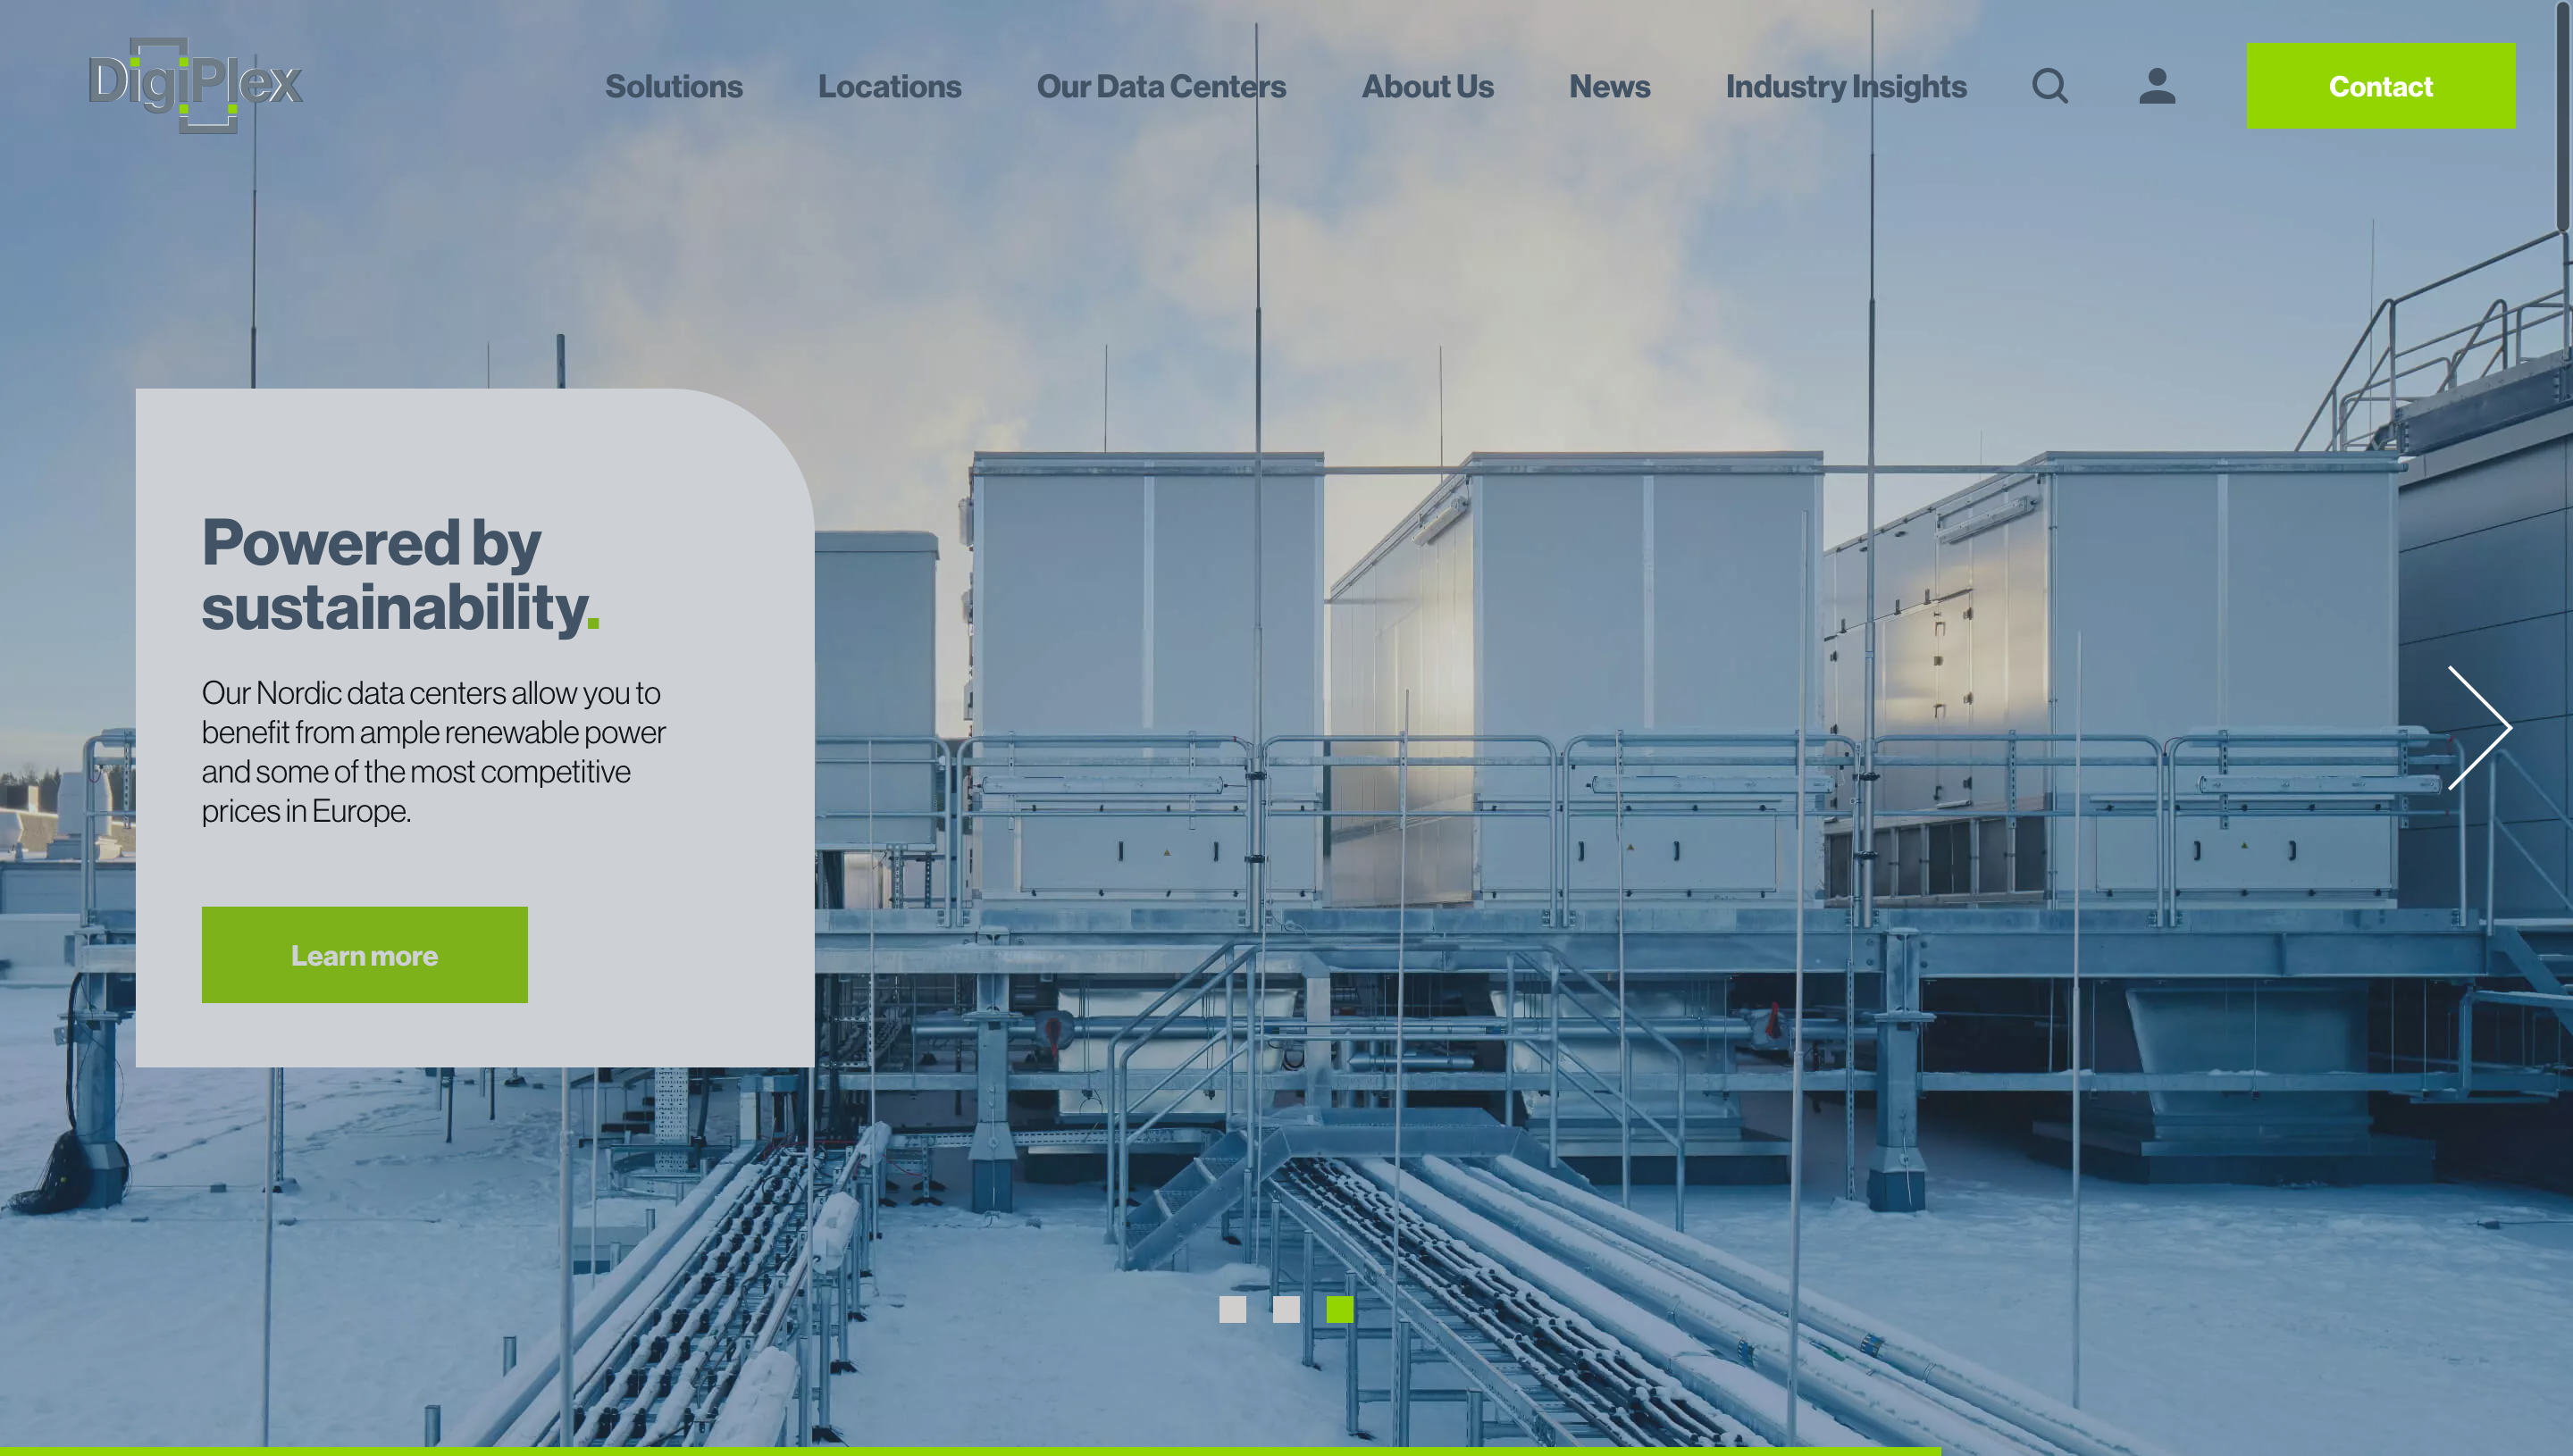 DigiPlex
Solutions
Locations
Our Data Centers
About Us
News
Industry Insights
Contact
Powered by
sustainability.
Our Nordic data centers allow you to
benefit from ample renewable power
and some of the most competitive
prices in Europe.
Learn more